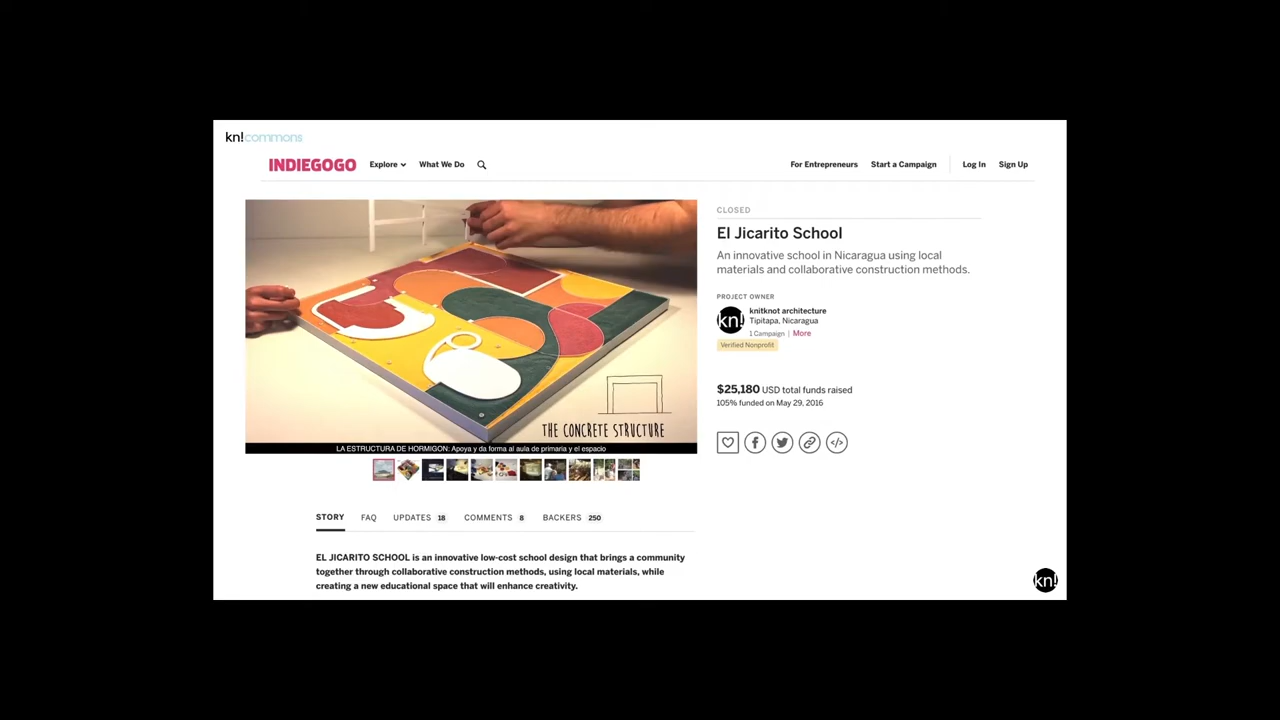 kn!commons
INDIEGOGO Explore What We Do
For Entrepreneurs Start a Campaign Log In Sign Up
THE CONCRETE STRUCTURE
LA ESTRUCTURA DE HORMIGON: Apoya y da forma al aula de primaria y el espacio
CLOSED
El Jicarito School
An innovative school in Nicaragua using local
materials and collaborative construction methods.
PROJECT OWNER
kn!
knitknot architecture
Tipitapa, Nicaragua
1 Campaign | More
Verified Nonprofit
$25,180 USD total funds raised
105% funded on May 29, 2016
STORY FAQ UPDATES 18 COMMENTS 8 BACKERS 250
EL JICARITO SCHOOL is an innovative low-cost school design that brings a community
together through collaborative construction methods, using local materials, while
creating a new educational space that will enhance creativity.
kn!